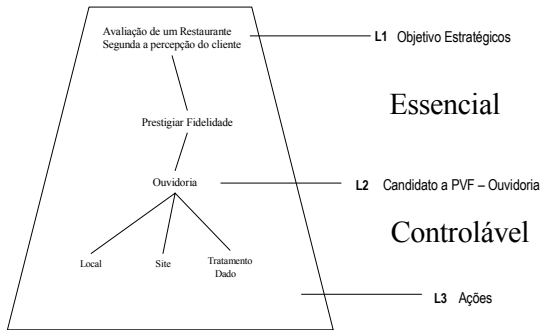 Avaliação de um Restaurante
Segunda a percepção do cliente
L1 Objetivo Estratégicos
Essencial
Prestigiar Fidelidade
Ouvidoria
L2 Candidato a PVF – Ouvidoria
Controlável
Local
Site
Tratamento
Dado
L3 Ações